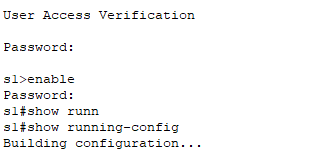 User Access Verification
Password:
s1>enable
Password:
s1#show runn
s1#show running-config
Building configuration...